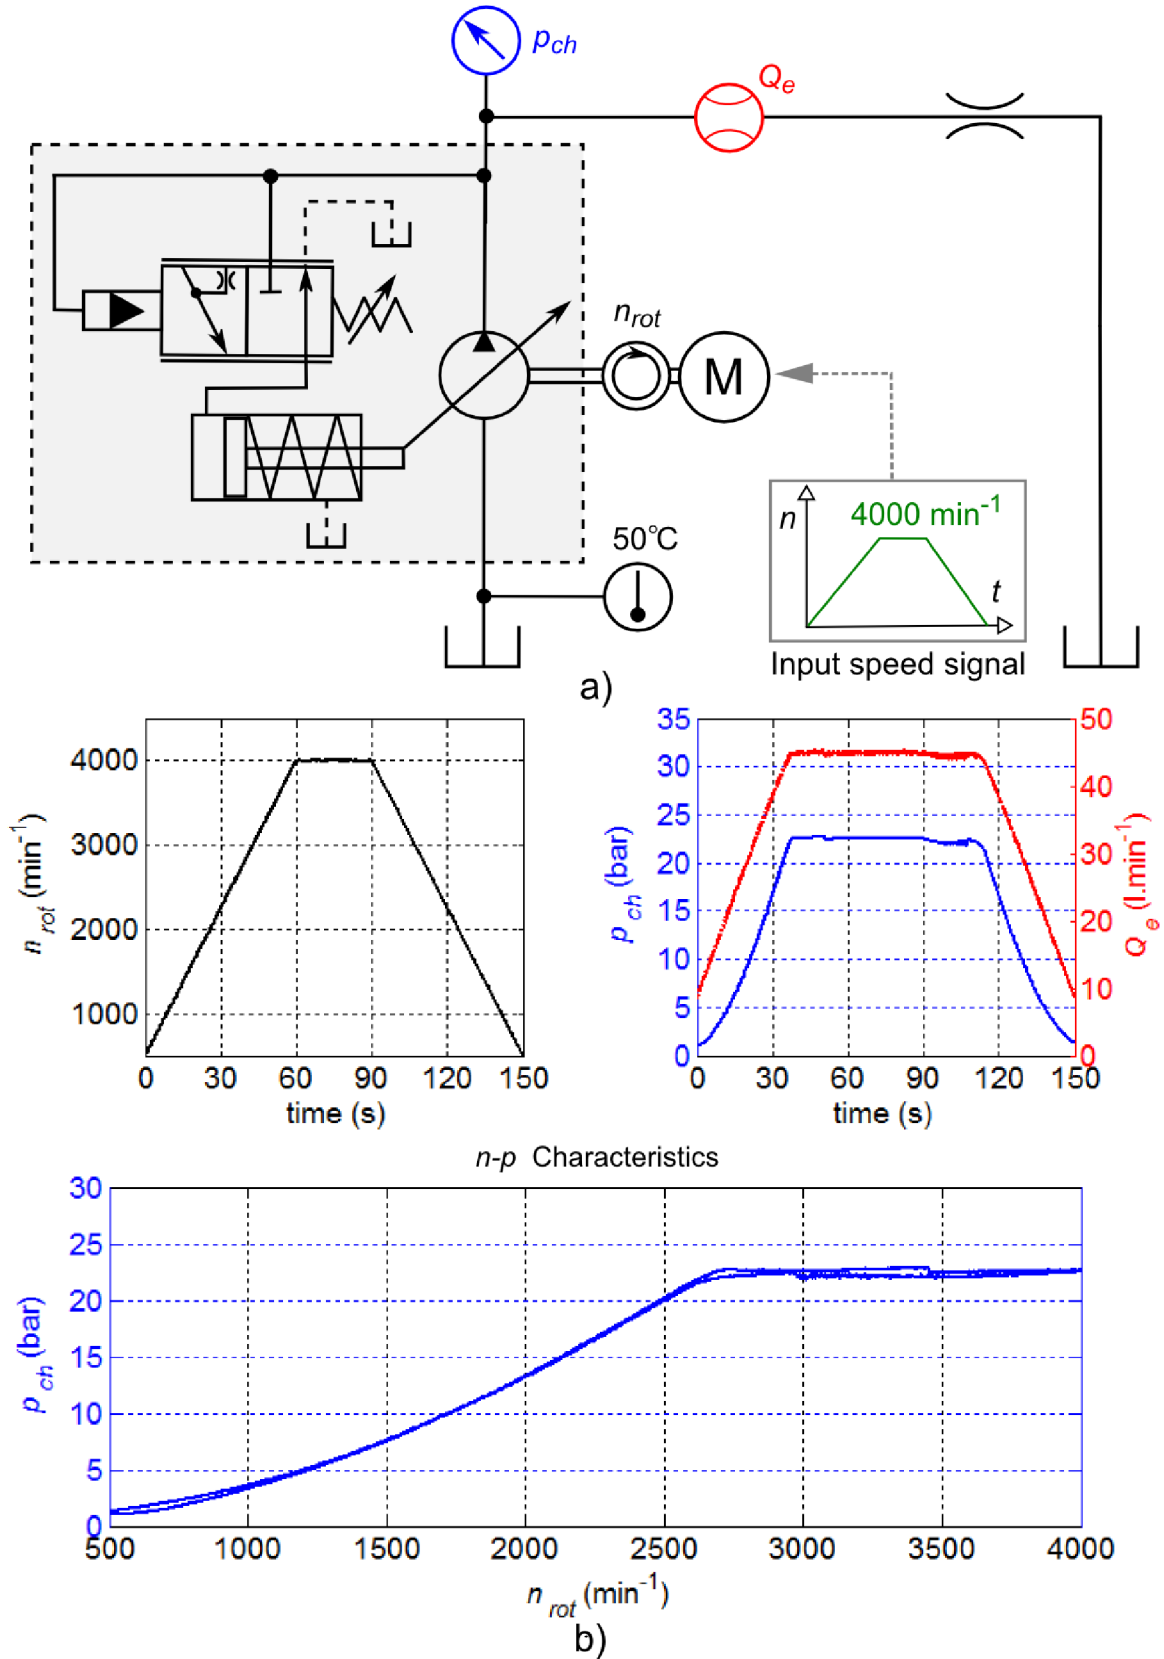 p_ch
Q_e
n_rot
M
50℃
n
4000 min⁻¹
t
Input speed signal
a)
n_rot (min⁻¹)
4000
3000
2000
1000
0 30 60 90 120 150
time (s)
p_ch (bar)
35
30
25
20
15
10
5
0
0 30 60 90 120 150
time (s)
50
40
30
20
10
0
Q_e (l.min⁻¹)
n-p Characteristics
p_ch (bar)
30
25
20
15
10
5
0
500 1000 1500 2000 2500 3000 3500 4000
n_rot (min⁻¹)
b)